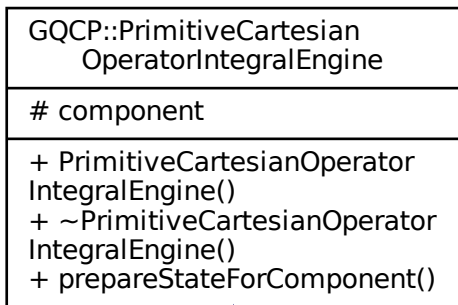 GQCP::PrimitiveCartesian
OperatorIntegralEngine
# component
+ PrimitiveCartesianOperator
IntegralEngine()
+ ~PrimitiveCartesianOperator
IntegralEngine()
+ prepareStateForComponent()